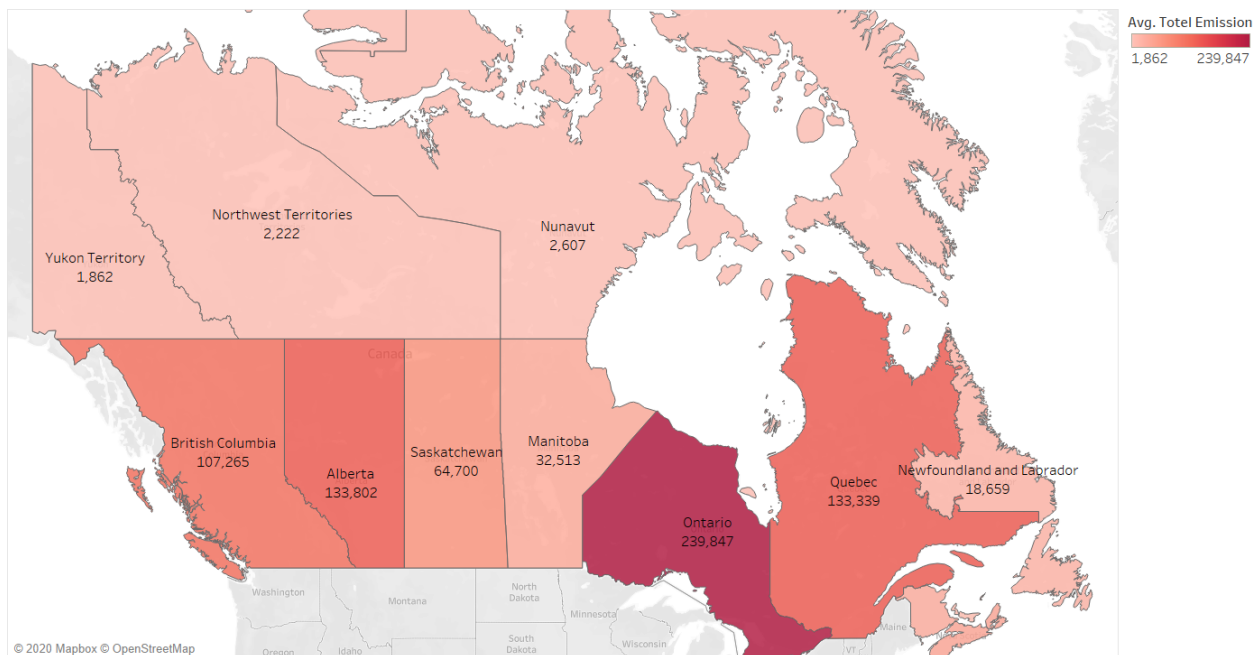 Avg. Totel Emission
1,862 239,847
Northwest Territories
2,222
Nunavut
2,607
Yukon Territory
1,862
Canada
British Columbia
107,265
Alberta
133,802
Saskatchewan
64,700
Manitoba
32,513
Ontario
239,847
Quebec
133,339
Newfoundland and Labrador
18,659
Washington
Montana
North
Dakota
Minnesota
Maine
Oregon
Idaho
South
Dakota
Wisconsin
VT
© 2020 Mapbox © OpenStreetMap